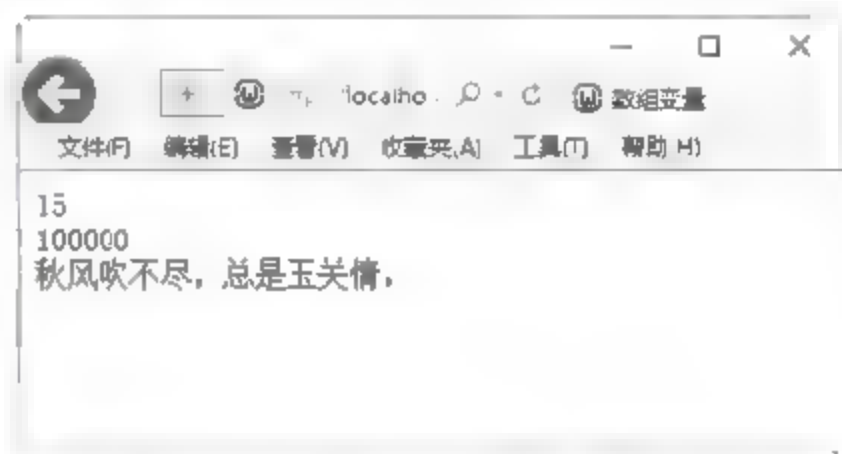 localho
数组变量
文件(F) 编辑(E) 查看(V) 收藏夹(A) 工具(T) 帮助(H)
15
100000
秋风吹不尽，总是玉关情，